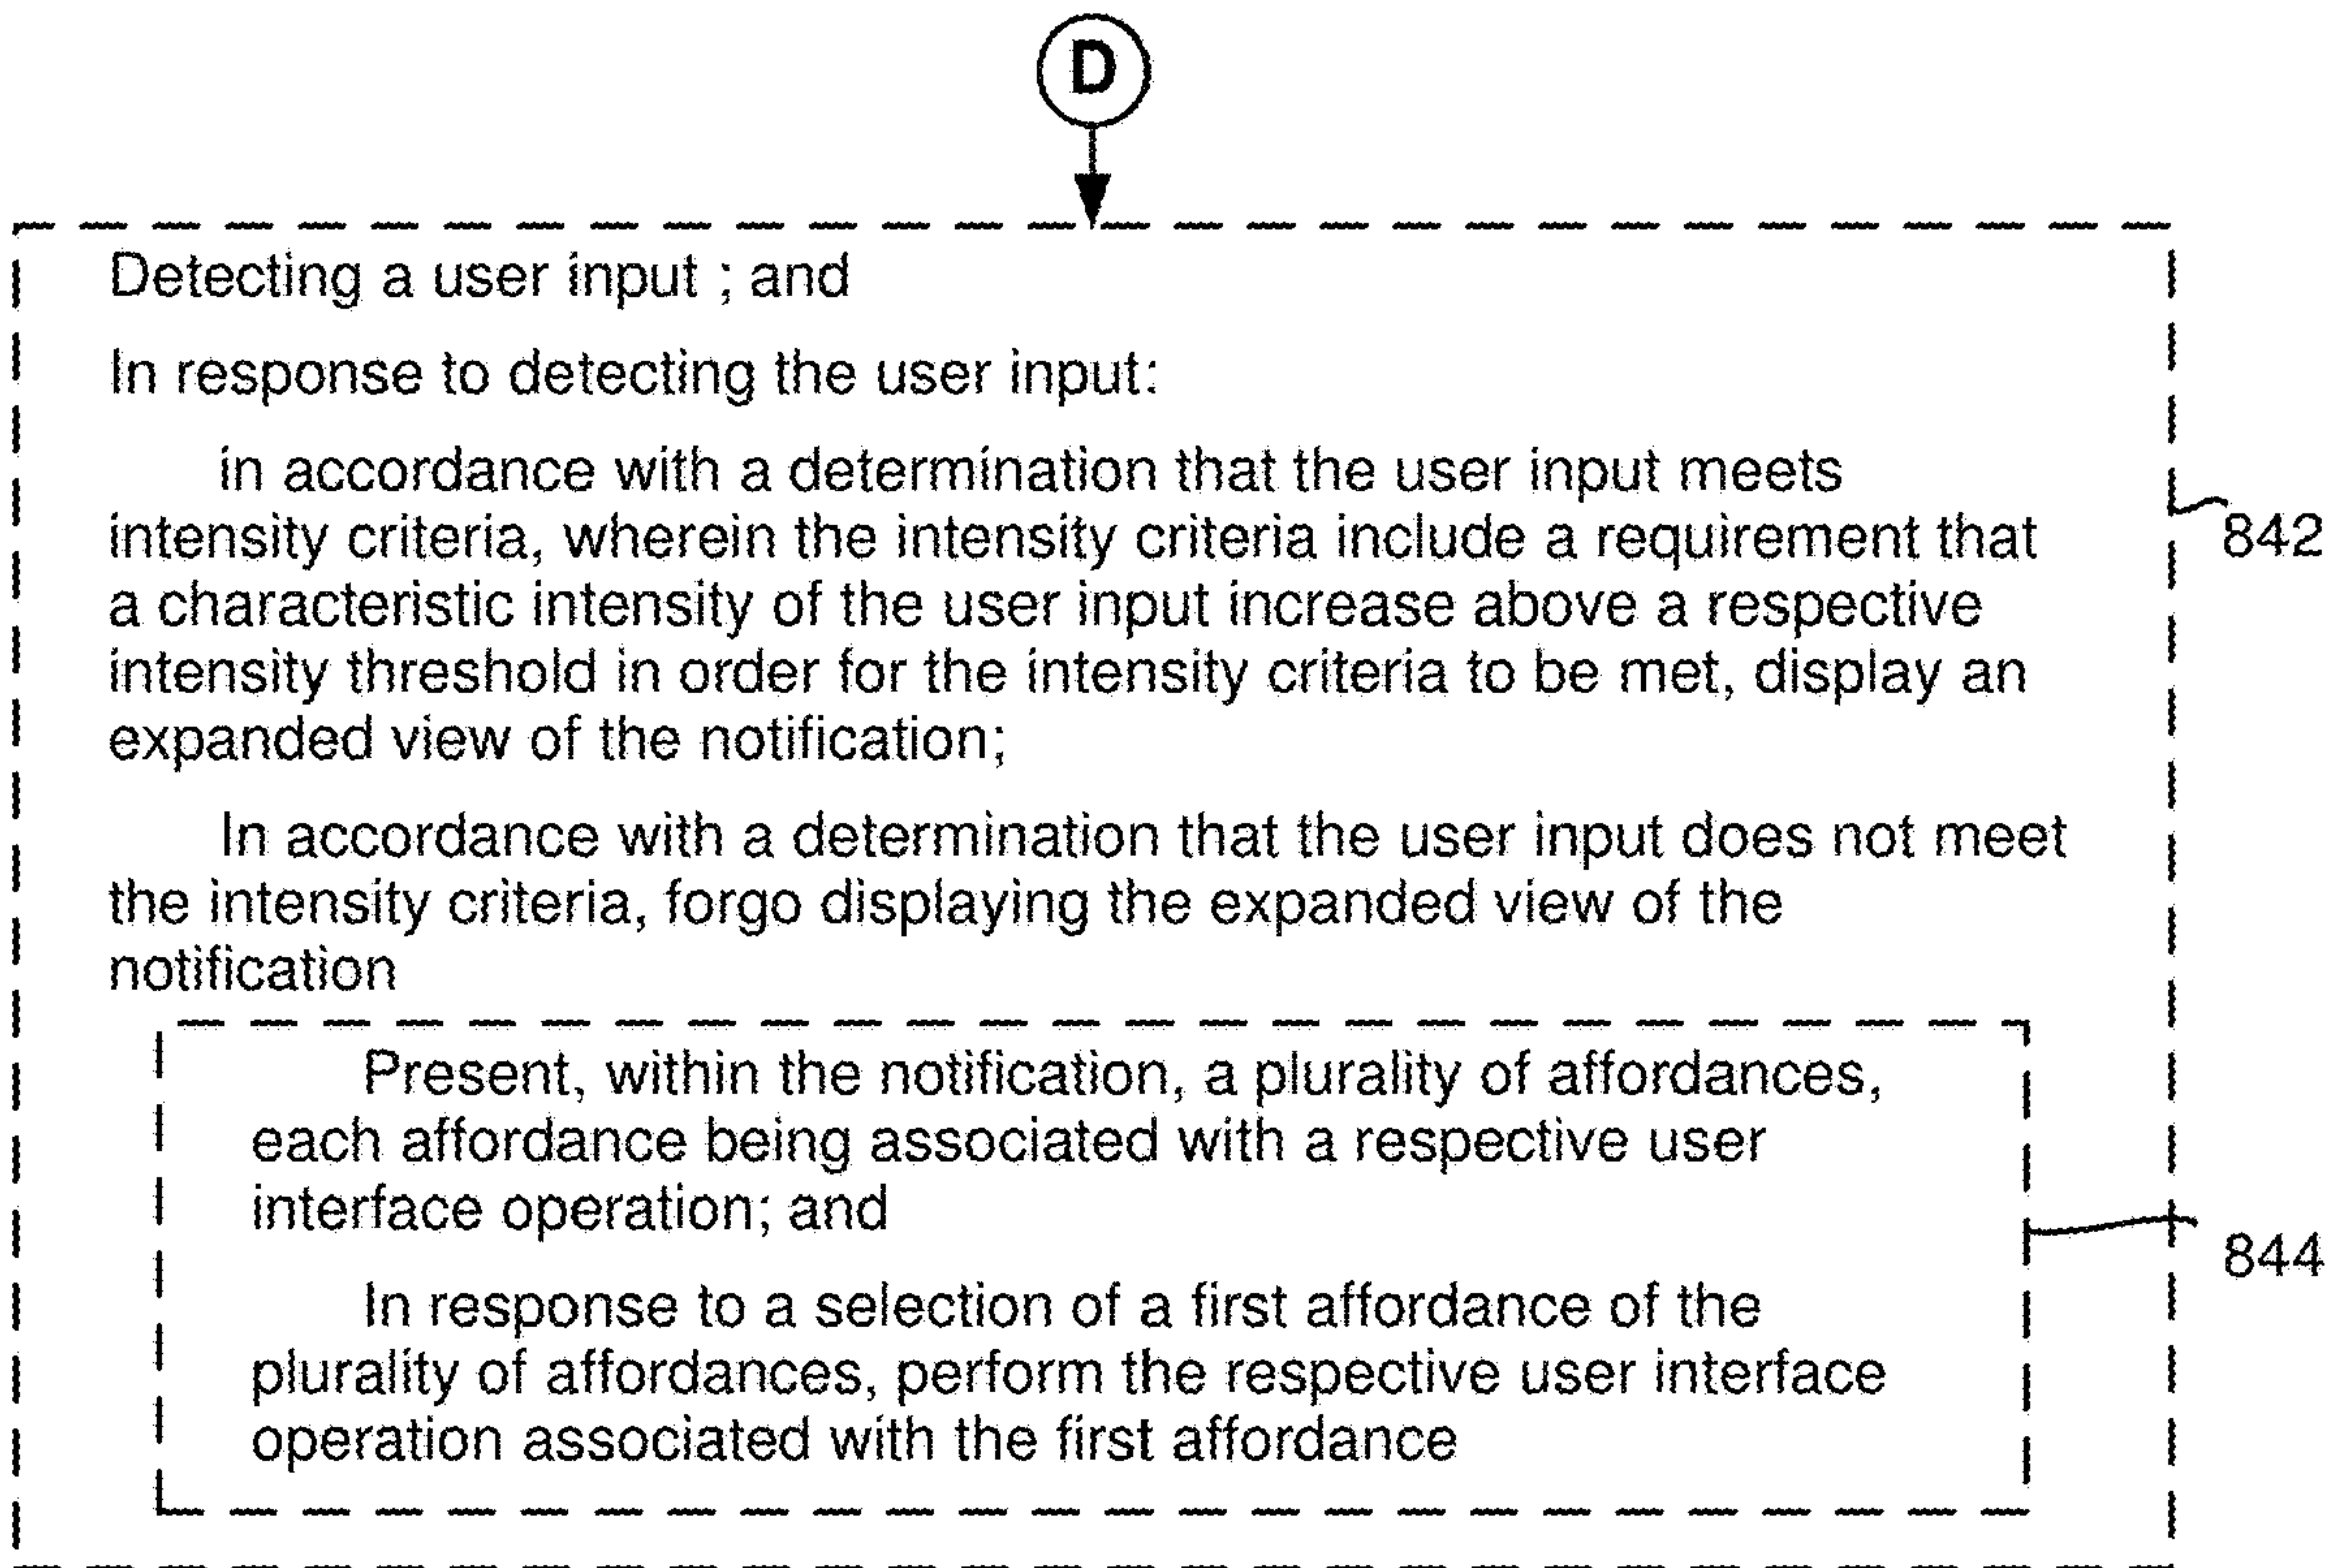 D
Detecting a user input ; and
In response to detecting the user input:
in accordance with a determination that the user input meets
intensity criteria, wherein the intensity criteria include a requirement that
a characteristic intensity of the user input increase above a respective
intensity threshold in order for the intensity criteria to be met, display an
expanded view of the notification;
842
In accordance with a determination that the user input does not meet
the intensity criteria, forgo displaying the expanded view of the
notification
Present, within the notification, a plurality of affordances,
each affordance being associated with a respective user
interface operation; and
844
In response to a selection of a first affordance of the
plurality of affordances, perform the respective user interface
operation associated with the first affordance